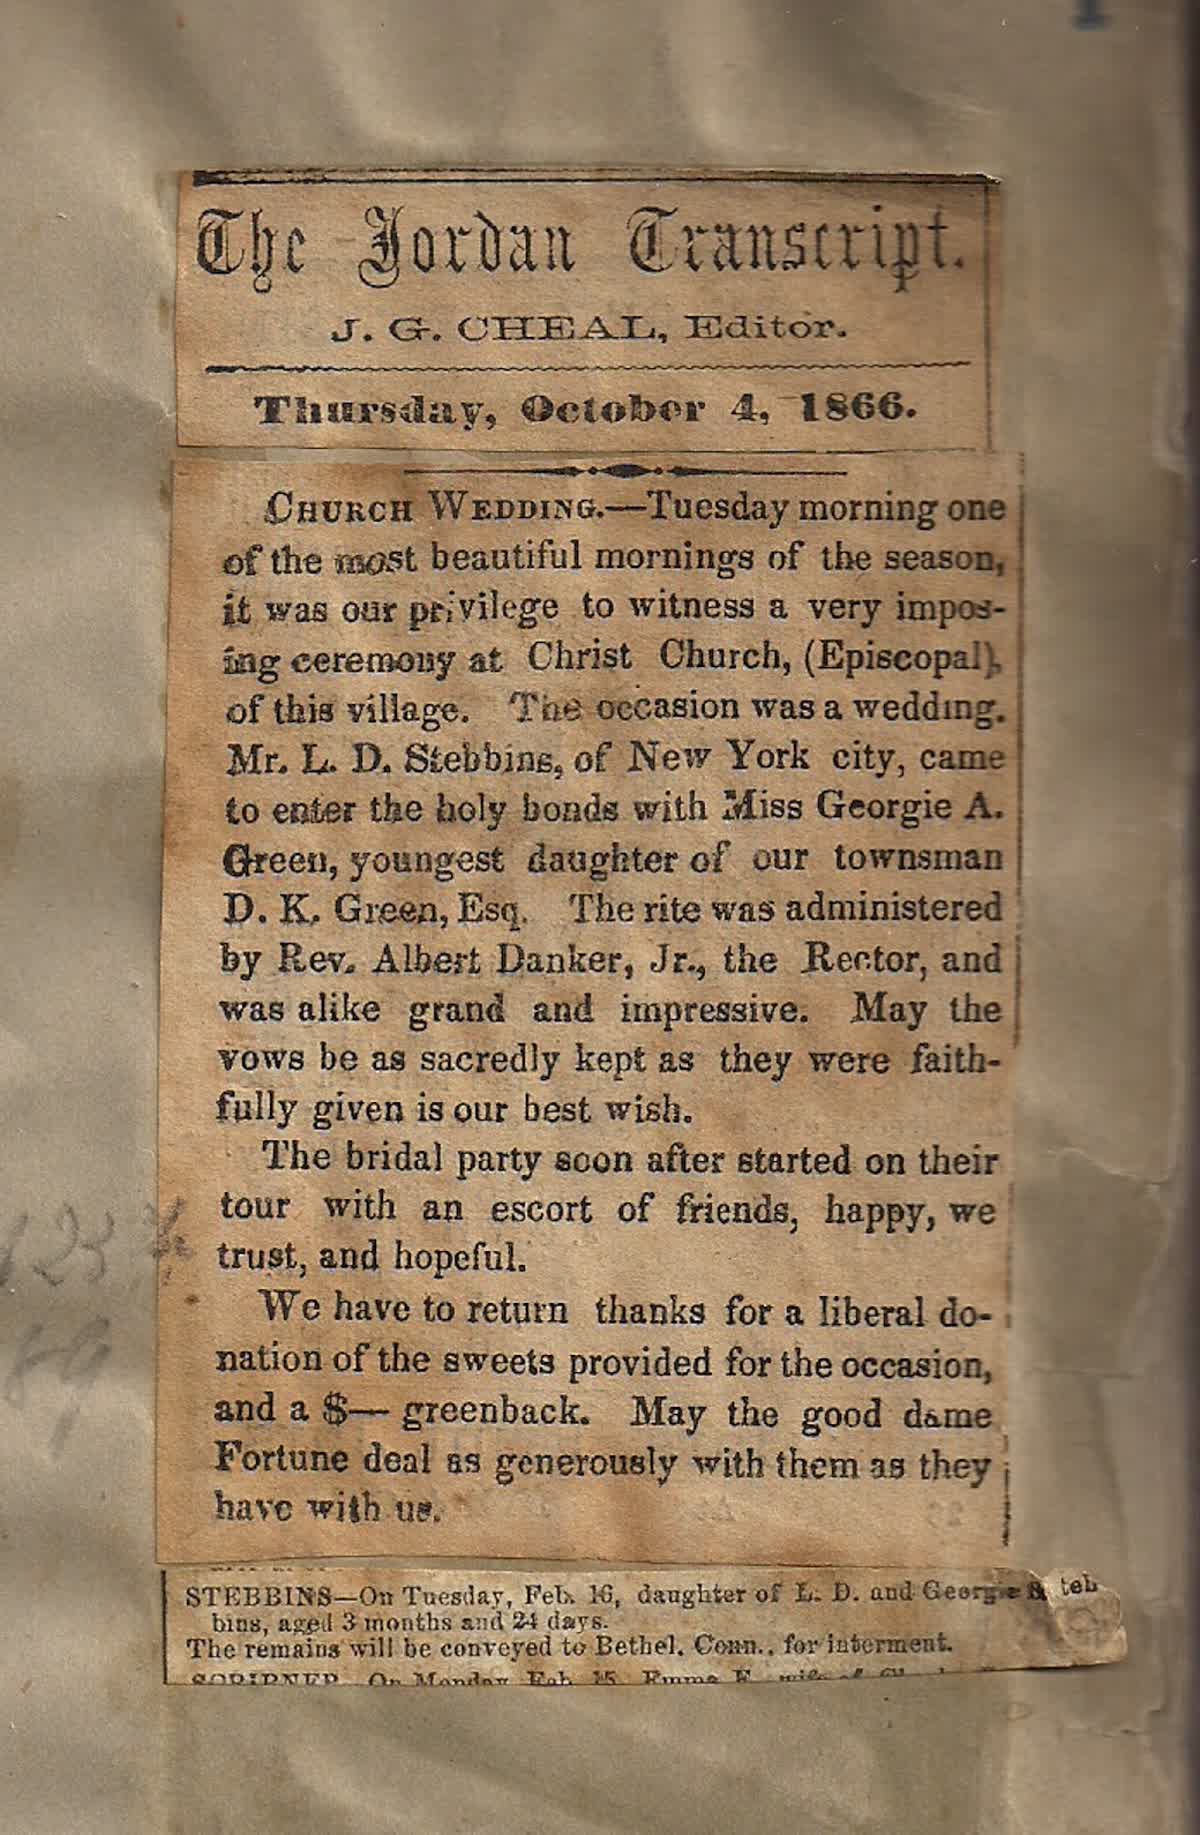 The Jordan Transcript.
J. G. CHEAL, Editor.
Thursday, October 4, 1866.
CHURCH WEDDING.—Tuesday morning one
of the most beautiful mornings of the season,
it was our privilege to witness a very impos-
ing ceremony at Christ Church, (Episcopal),
of this village. The occasion was a wedding.
Mr. L. D. Stebbins, of New York city, came
to enter the holy bonds with Miss Georgie A.
Green, youngest daughter of our townsman
D. K. Green, Esq. The rite was administered
by Rev. Albert Danker, Jr., the Rector, and
was alike grand and impressive. May the
vows be as sacredly kept as they were faith-
fully given is our best wish.
The bridal party soon after started on their
tour with an escort of friends, happy, we
trust, and hopeful.
We have to return thanks for a liberal do-
nation of the sweets provided for the occasion,
and a $— greenback. May the good dame
Fortune deal as generously with them as they
have with us.
STEBBINS—On Tuesday, Feb. 16, daughter of L. D. and Georgie Steb
bins, aged 3 months and 24 days.
The remains will be conveyed to Bethel, Conn., for interment.
SCRIBNER On Monday Feb. 15, Emma E. wife of